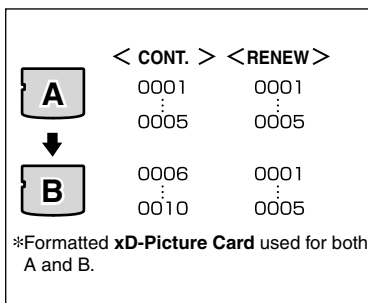 < CONT. > <RENEW>
A 0001 0001
⋮ ⋮
0005 0005
B 0006 0001
⋮ ⋮
0010 0005
*Formatted xD-Picture Card used for both
A and B.